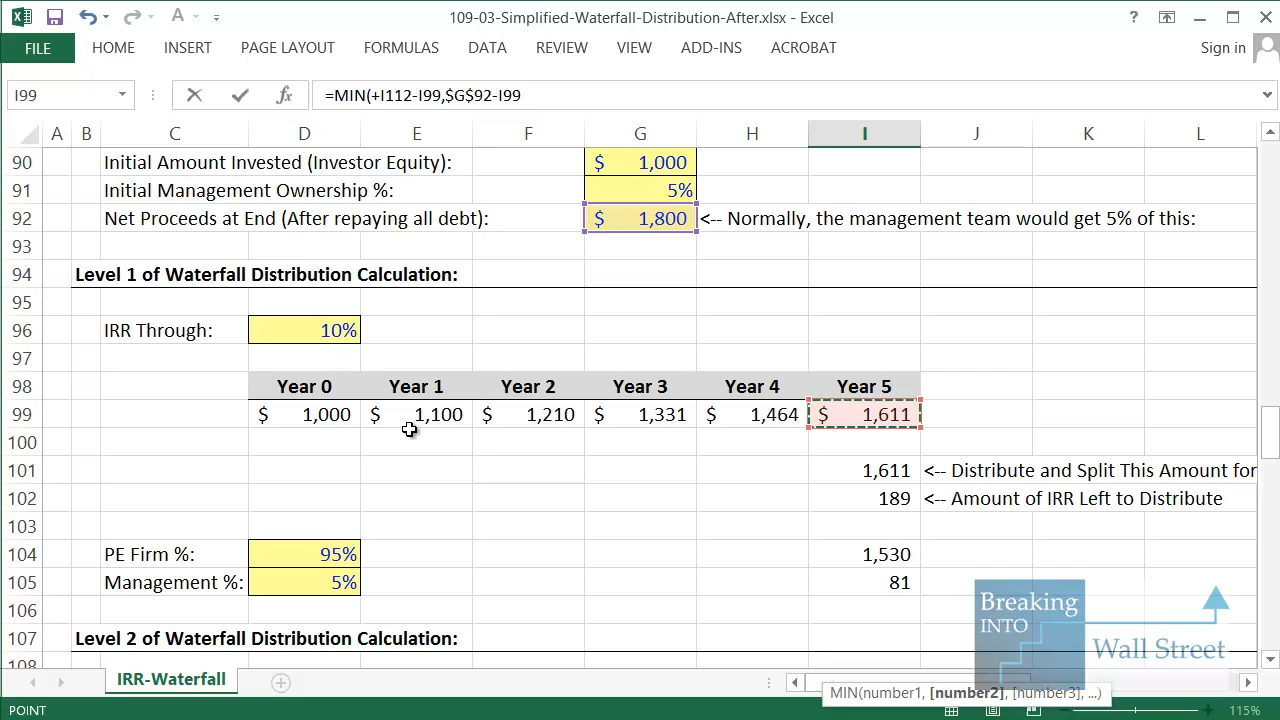 109-03-Simplified-Waterfall-Distribution-After.xlsx - Excel
FILE HOME INSERT PAGE LAYOUT FORMULAS DATA REVIEW VIEW ADD-INS ACROBAT Sign in
I99 fx =MIN(+I112-I99,$G$92-I99
A B C D E F G H I J K L
90 Initial Amount Invested (Investor Equity): $ 1,000
91 Initial Management Ownership %: 5%
92 Net Proceeds at End (After repaying all debt): $ 1,800 <-- Normally, the management team would get 5% of this:
93
94 Level 1 of Waterfall Distribution Calculation:
95
96 IRR Through: 10%
97
98 Year 0 Year 1 Year 2 Year 3 Year 4 Year 5
99 $ 1,000 $ 1,100 $ 1,210 $ 1,331 $ 1,464 $ 1,611
100
101 1,611 <-- Distribute and Split This Amount for
102 189 <-- Amount of IRR Left to Distribute
103
104 PE Firm %: 95% 1,530
105 Management %: 5% 81
106
107 Level 2 of Waterfall Distribution Calculation:
108
Breaking
INTO
Wall Street
IRR-Waterfall
MIN(number1, [number2], [number3], ...)
POINT 115%